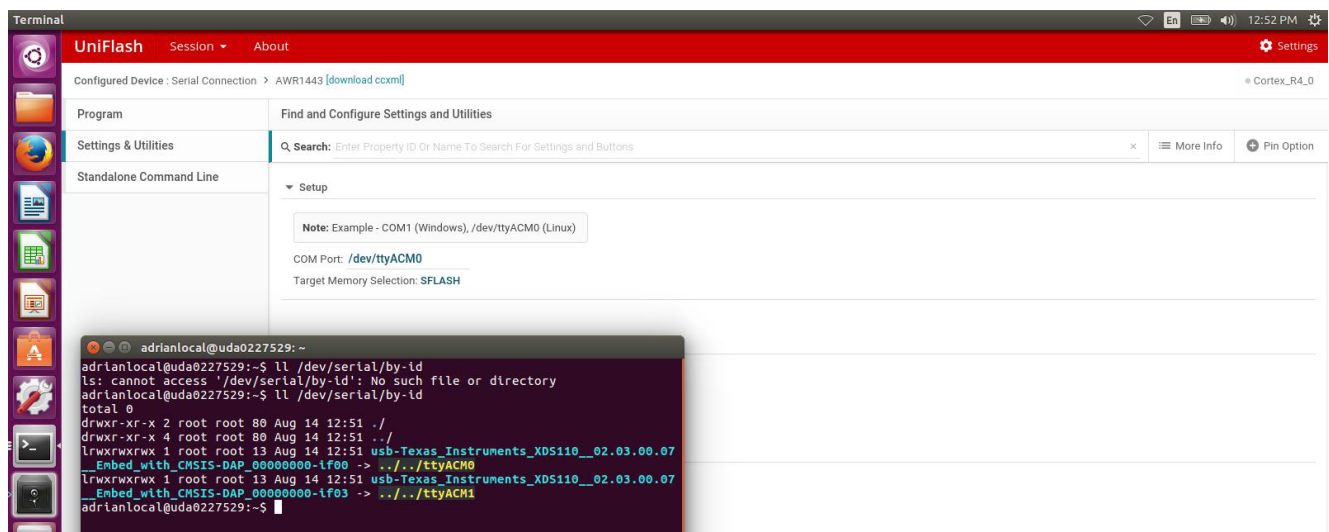 Terminal
En
12:52 PM
UniFlash Session About Settings
Configured Device : Serial Connection > AWR1443 [download ccxml] Cortex_R4_0
Program
Settings & Utilities
Standalone Command Line
Find and Configure Settings and Utilities
Search: Enter Property ID Or Name To Search For Settings and Buttons × More Info Pin Option
Setup
Note: Example - COM1 (Windows), /dev/ttyACM0 (Linux)
COM Port: /dev/ttyACM0
Target Memory Selection: SFLASH
adrianlocal@uda0227529: ~
adrianlocal@uda0227529:~$ ll /dev/serial/by-id
ls: cannot access '/dev/serial/by-id': No such file or directory
adrianlocal@uda0227529:~$ ll /dev/serial/by-id
total 0
drwxr-xr-x 2 root root 80 Aug 14 12:51 ./
drwxr-xr-x 4 root root 80 Aug 14 12:51 ../
lrwxrwxrwx 1 root root 13 Aug 14 12:51 usb-Texas_Instruments_XDS110__02.03.00.07
__Embed_with_CMSIS-DAP_00000000-if00 -> ../../ttyACM0
lrwxrwxrwx 1 root root 13 Aug 14 12:51 usb-Texas_Instruments_XDS110__02.03.00.07
__Embed_with_CMSIS-DAP_00000000-if03 -> ../../ttyACM1
adrianlocal@uda0227529:~$